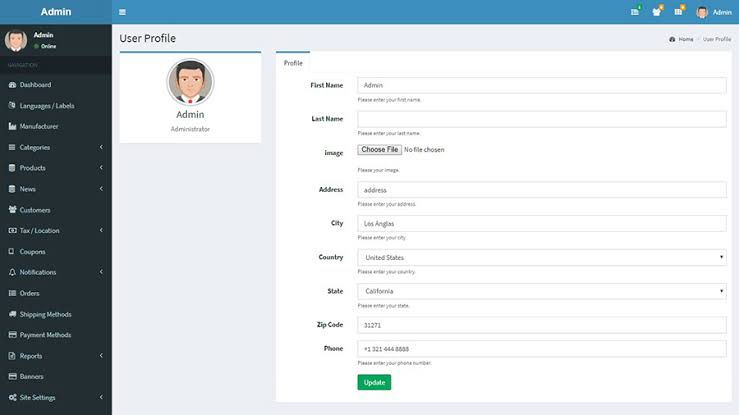 Admin
Admin
Admin
Online
NAVIGATION
Dashboard
Languages / Labels
Manufacturer
Categories
Products
News
Customers
Tax / Location
Coupons
Notifications
Orders
Shipping Methods
Payment Methods
Reports
Banners
Site Settings
User Profile
Home
User Profile
Admin
Administrator
Profile
First Name
Admin
Please enter your first name.
Last Name
Please enter your last name.
image
Choose File No file chosen
Please your image.
Address
address
Please enter your address.
City
Los Anglas
Please enter your city
Country
United States
Please enter your country.
State
California
Please enter your state.
Zip Code
31271
Phone
+1 321 444 8888
Please enter your phone number.
Update